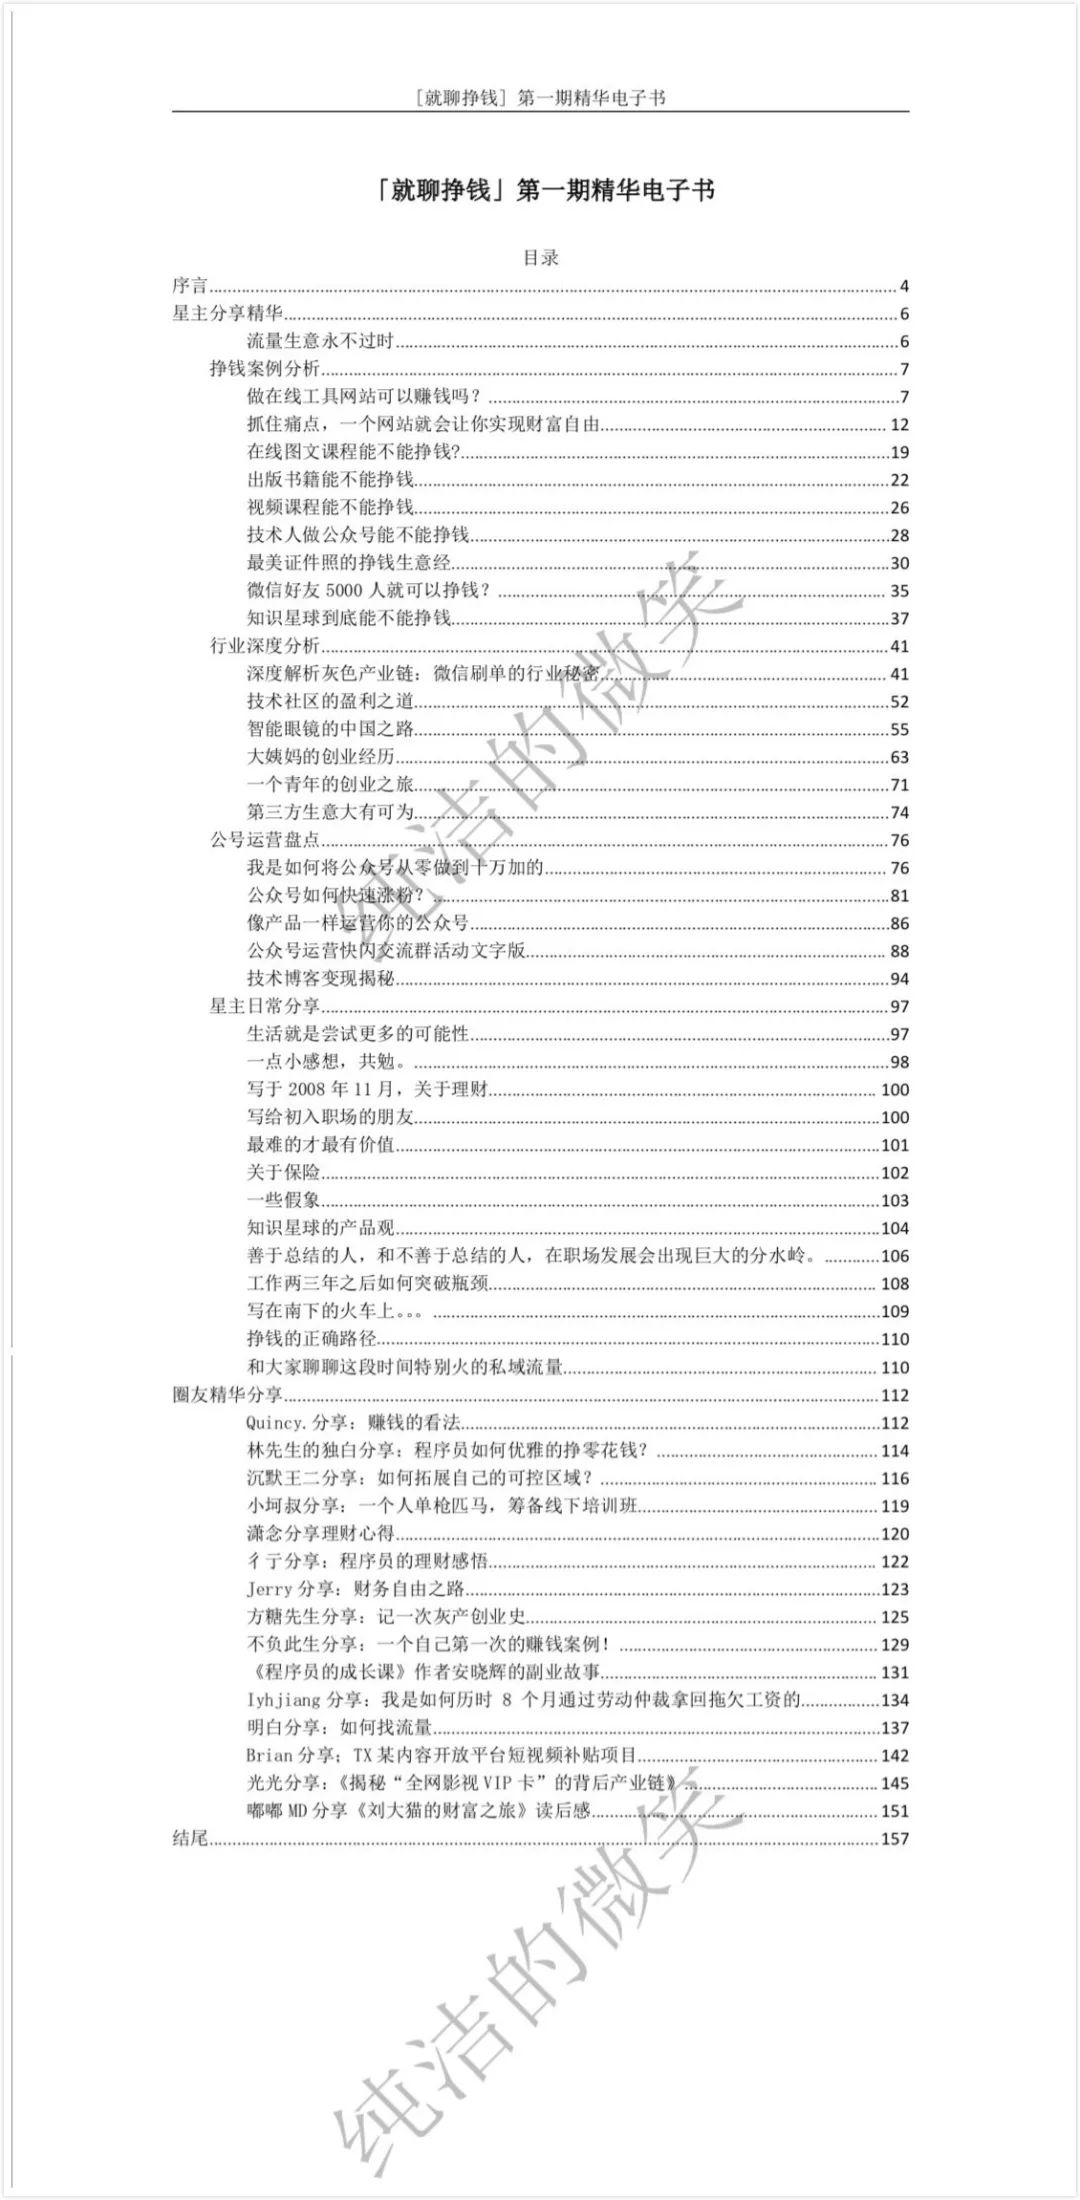 [就聊挣钱] 第一期精华电子书
「就聊挣钱」第一期精华电子书
目录
序言 4
星主分享精华 6
流量生意永不过时 6
挣钱案例分析 7
做在线工具网站可以赚钱吗？ 7
抓住痛点，一个网站就会让你实现财富自由 12
在线图文课程能不能挣钱? 19
出版书籍能不能挣钱 22
视频课程能不能挣钱 26
技术人做公众号能不能挣钱 28
最美证件照的挣钱生意经 30
微信好友 5000 人就可以挣钱？ 35
知识星球到底能不能挣钱 37
行业深度分析 41
深度解析灰色产业链：微信刷单的行业秘密 41
技术社区的盈利之道 52
智能眼镜的中国之路 55
大姨妈的创业经历 63
一个青年的创业之旅 71
第三方生意大有可为 74
公号运营盘点 76
我是如何将公众号从零做到十万加的 76
公众号如何快速涨粉？ 81
像产品一样运营你的公众号 86
公众号运营快闪交流群活动文字版 88
技术博客变现揭秘 94
星主日常分享 97
生活就是尝试更多的可能性 97
一点小感想，共勉。 98
写于 2008 年 11 月，关于理财 100
写给初入职场的朋友 100
最难的才最有价值 101
关于保险 102
一些假象 103
知识星球的产品观 104
善于总结的人，和不善于总结的人，在职场发展会出现巨大的分水岭。 106
工作两三年之后如何突破瓶颈 108
写在南下的火车上。。。 109
挣钱的正确路径 110
和大家聊聊这段时间特别火的私域流量 110
圈友精华分享 112
Quincy.分享：赚钱的看法 112
林先生的独白分享：程序员如何优雅的挣零花钱？ 114
沉默王二分享：如何拓展自己的可控区域？ 116
小坷叔分享：一个人单枪匹马，筹备线下培训班 119
潇念分享理财心得 120
彳亍分享：程序员的理财感悟 122
Jerry 分享：财务自由之路 123
方糖先生分享：记一次灰产创业史 125
不负此生分享：一个自己第一次的赚钱案例！ 129
《程序员的成长课》作者安晓辉的副业故事 131
Iyhjiang 分享：我是如何历时 8 个月通过劳动仲裁拿回拖欠工资的 134
明白分享：如何找流量 137
Brian 分享；TX 某内容开放平台短视频补贴项目 142
光光分享：《揭秘“全网影视 VIP 卡”的背后产业链》 145
嘟嘟 MD 分享《刘大猫的财富之旅》读后感 151
结尾 157
纯洁的微笑
纯洁的微笑